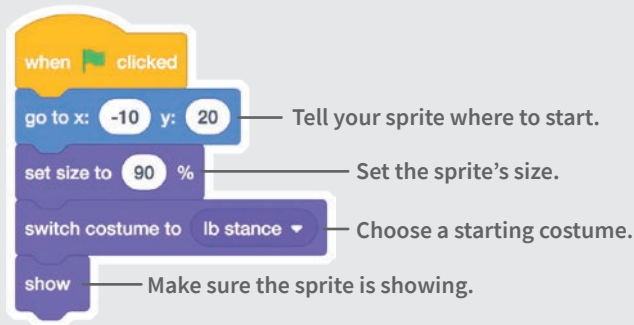 when clicked
go to x: -10 y: 20 Tell your sprite where to start.
set size to 90 % Set the sprite's size.
switch costume to lb stance Choose a starting costume.
show Make sure the sprite is showing.